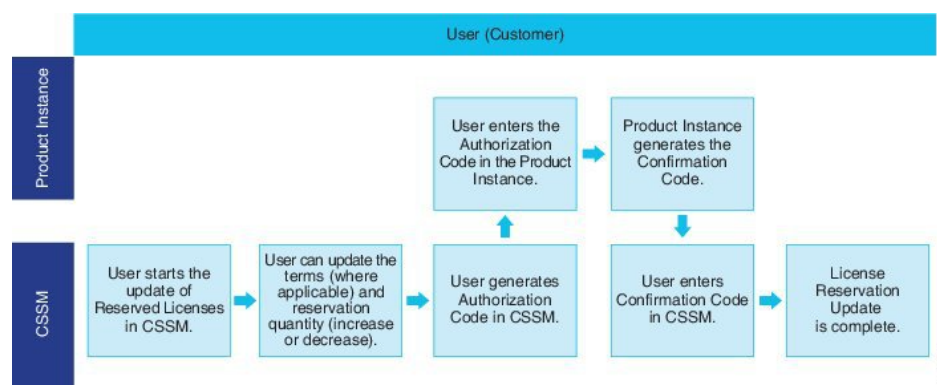 User (Customer)
Product Instance
User enters the
Authorization
Code in the Product
Instance.
Product Instance
generates the
Confirmation
Code.
CSSM
User starts the
update of
Reserved Licenses
in CSSM.
User can update the
terms (where
applicable) and
reservation
quantity (increase
or decrease).
User generates
Authorization
Code in CSSM.
User enters
Confirmation Code
in CSSM.
License
Reservation
Update
is complete.